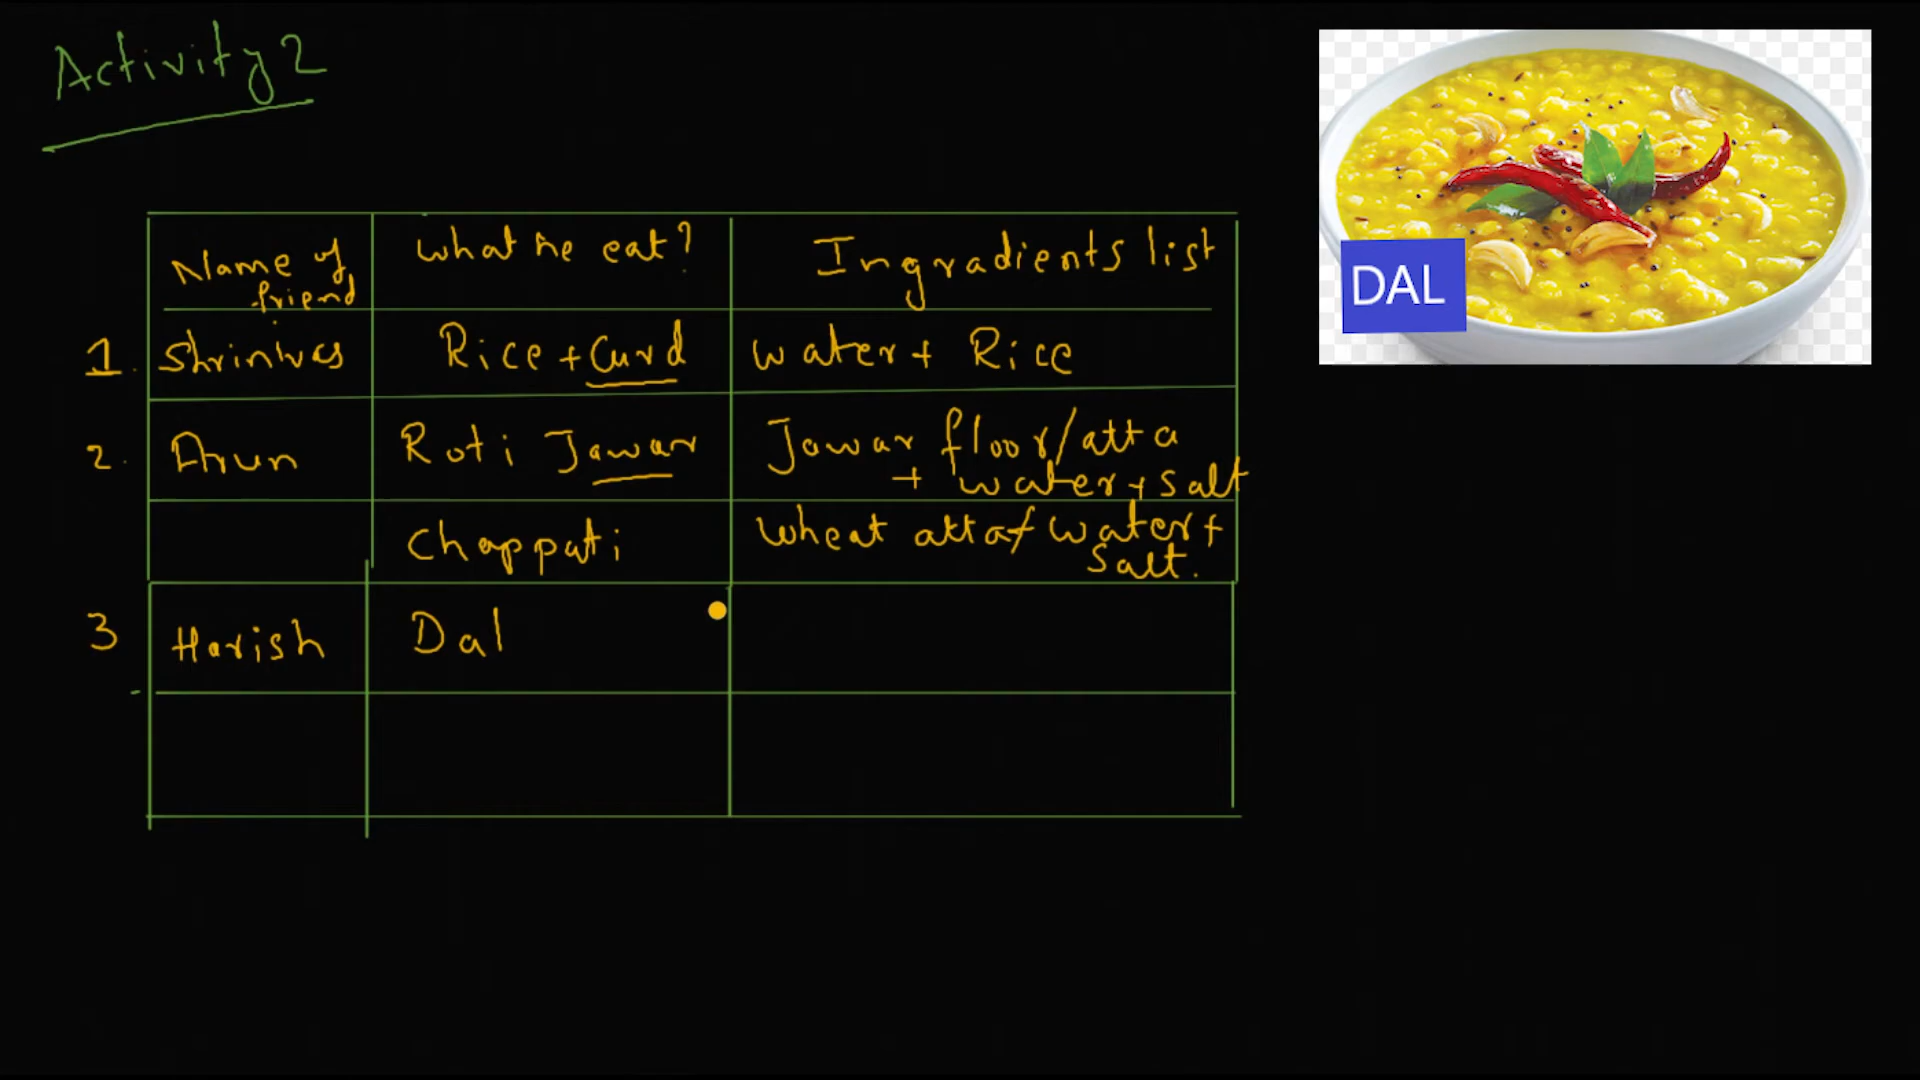 Activity 2
Name of friend
What he eat?
Ingradients list
1. Shrinivas
Rice + Curd
water + Rice
2. Arun
Roti Jawar
Jawar floor/atta
+ water + salt
Chappati
wheat atta + water +
salt.
3 Harish
Dal
DAL